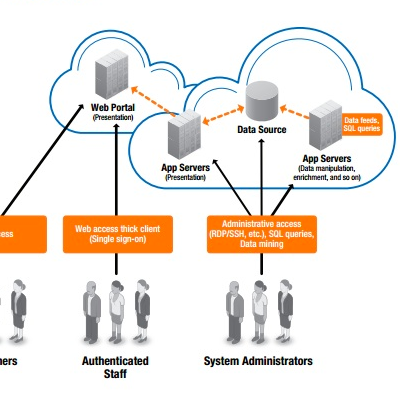 Web Portal
(Presentation)
Data Source
Data feeds,
SQL queries
App Servers
(Presentation)
App Servers
(Data manipulation,
enrichment, and so on)
Web access thick client
(Single sign-on)
Administrative access
(RDP/SSH, etc.), SQL queries,
Data mining
Authenticated
Staff
System Administrators